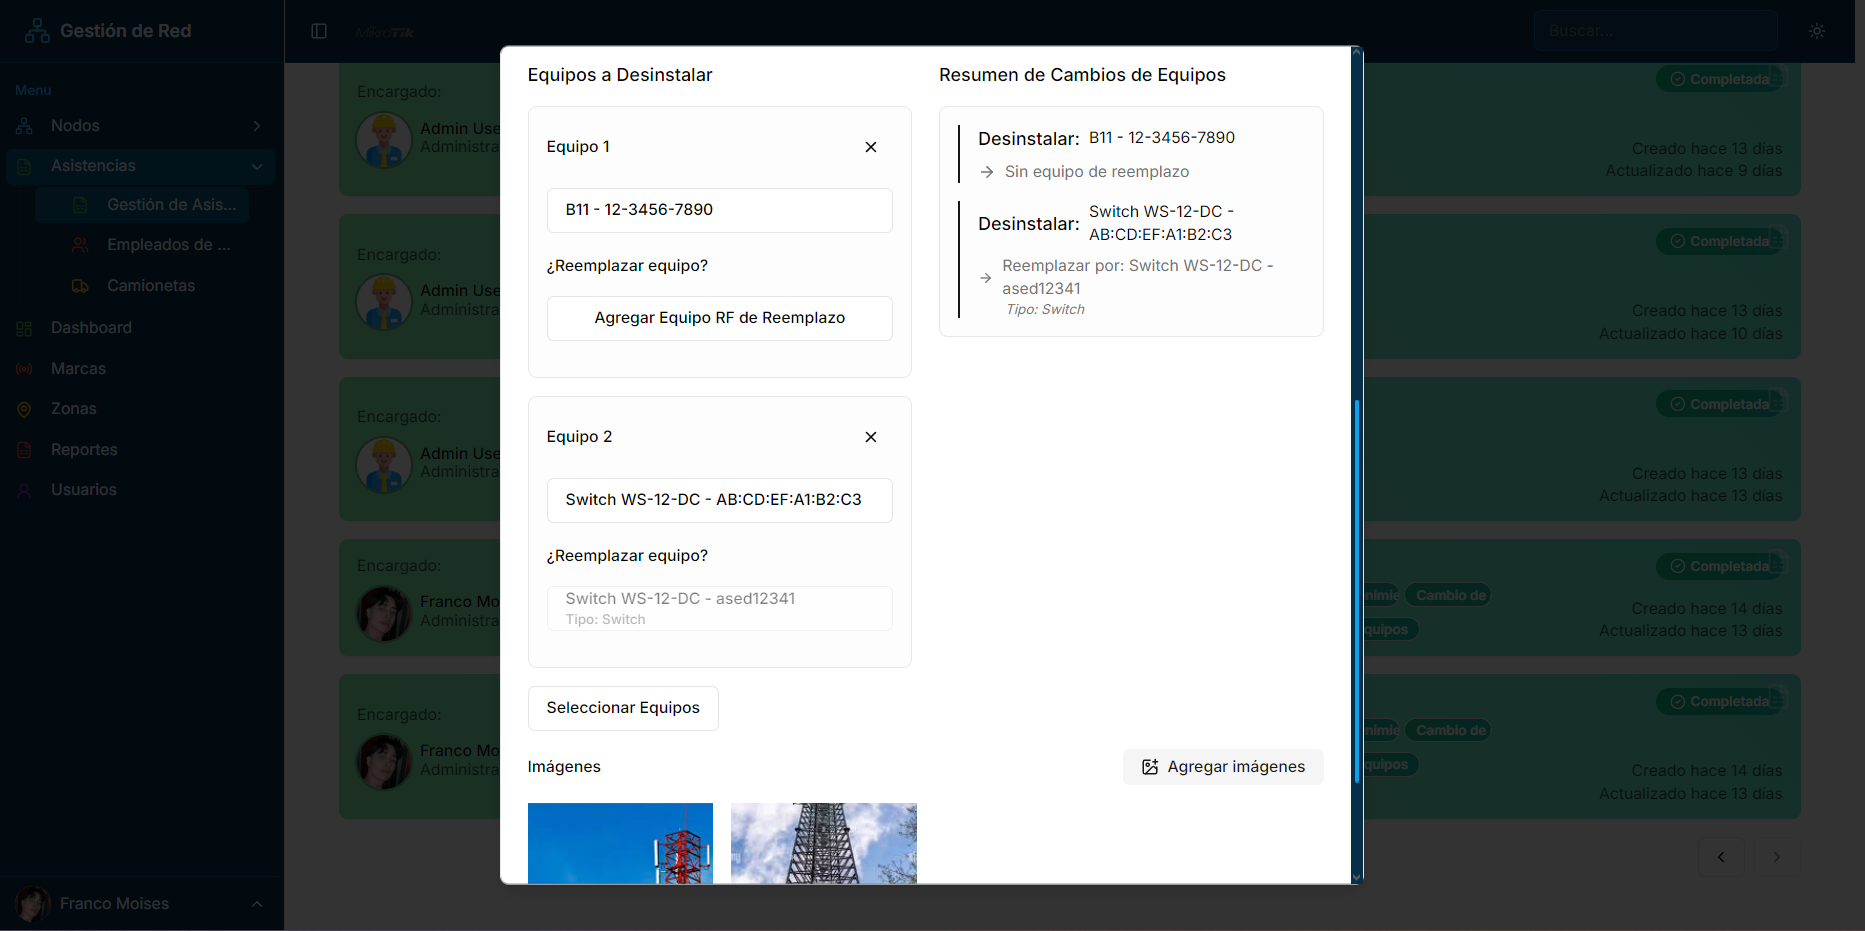 Gestión de Red
MikroTik
Buscar...
Menu
Nodos
Asistencias
Gestión de Asis...
Empleados de ...
Camionetas
Dashboard
Marcas
Zonas
Reportes
Usuarios
Franco Moises
Encargado:
Admin Use
Administra
Completada
Creado hace 13 días
Actualizado hace 9 días
Encargado:
Admin Use
Administra
Completada
Creado hace 13 días
Actualizado hace 10 días
Encargado:
Admin Use
Administra
Completada
Creado hace 13 días
Actualizado hace 13 días
Encargado:
Franco Mo
Administra
Completada
nimie
Cambio de
quipos
Creado hace 14 días
Actualizado hace 13 días
Encargado:
Franco Mo
Administra
Completada
nimie
Cambio de
quipos
Creado hace 14 días
Actualizado hace 13 días
Equipos a Desinstalar
Equipo 1
B11 - 12-3456-7890
¿Reemplazar equipo?
Agregar Equipo RF de Reemplazo
Equipo 2
Switch WS-12-DC - AB:CD:EF:A1:B2:C3
¿Reemplazar equipo?
Switch WS-12-DC - ased12341
Tipo: Switch
Seleccionar Equipos
Resumen de Cambios de Equipos
Desinstalar: B11 - 12-3456-7890
Sin equipo de reemplazo
Desinstalar: Switch WS-12-DC -
AB:CD:EF:A1:B2:C3
Reemplazar por: Switch WS-12-DC -
ased12341
Tipo: Switch
Imágenes
Agregar imágenes